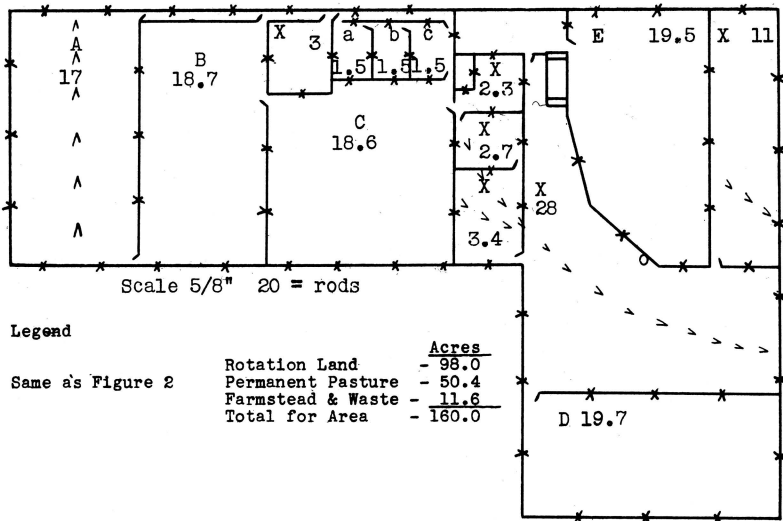 A
17
B
18.7
X 3
a b c
1.5 1.5 1.5
C
18.6
X
2.3
X
2.7
X
3.4
X
28
E 19.5
X 11
D 19.7
Scale 5/8" 20 = rods
Legend
Same as Figure 2
Acres
Rotation Land - 98.0
Permanent Pasture - 50.4
Farmstead & Waste - 11.6
Total for Area - 160.0